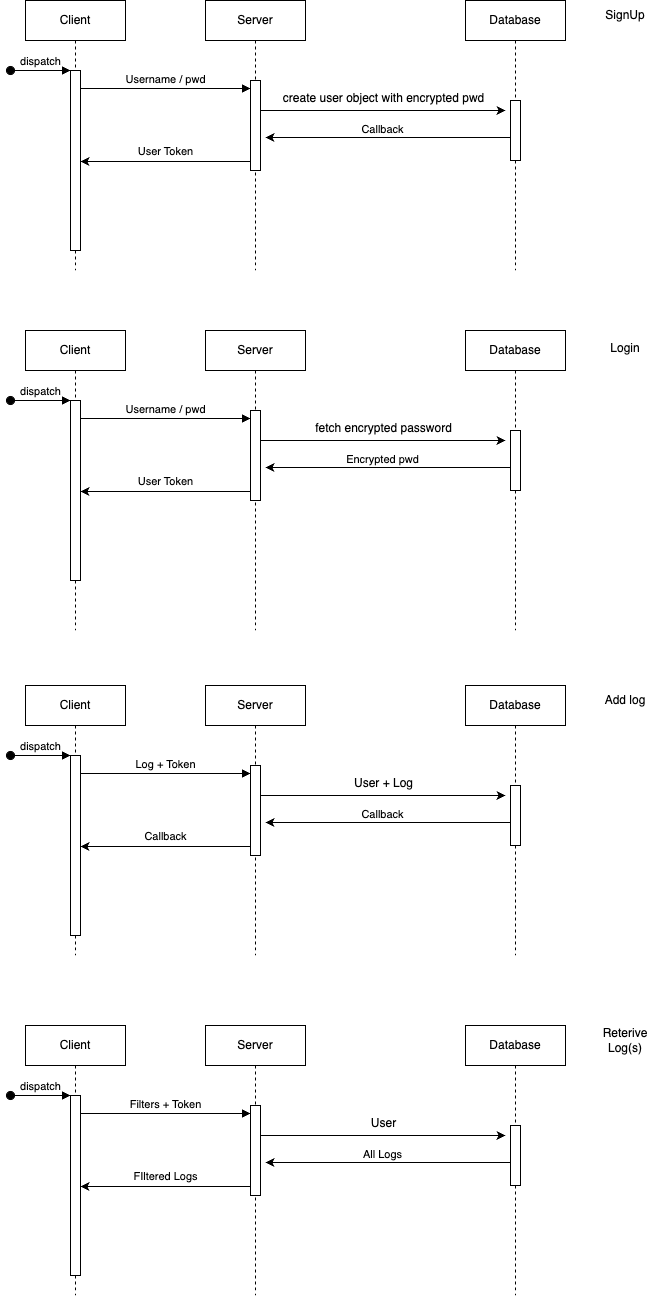 Client
Server
Database
SignUp
dispatch
Username / pwd
create user object with encrypted pwd
Callback
User Token
Client
Server
Database
Login
dispatch
Username / pwd
fetch encrypted password
Encrypted pwd
User Token
Client
Server
Database
Add log
dispatch
Log + Token
User + Log
Callback
Callback
Client
Server
Database
Reterive
Log(s)
dispatch
Filters + Token
User
All Logs
FIltered Logs